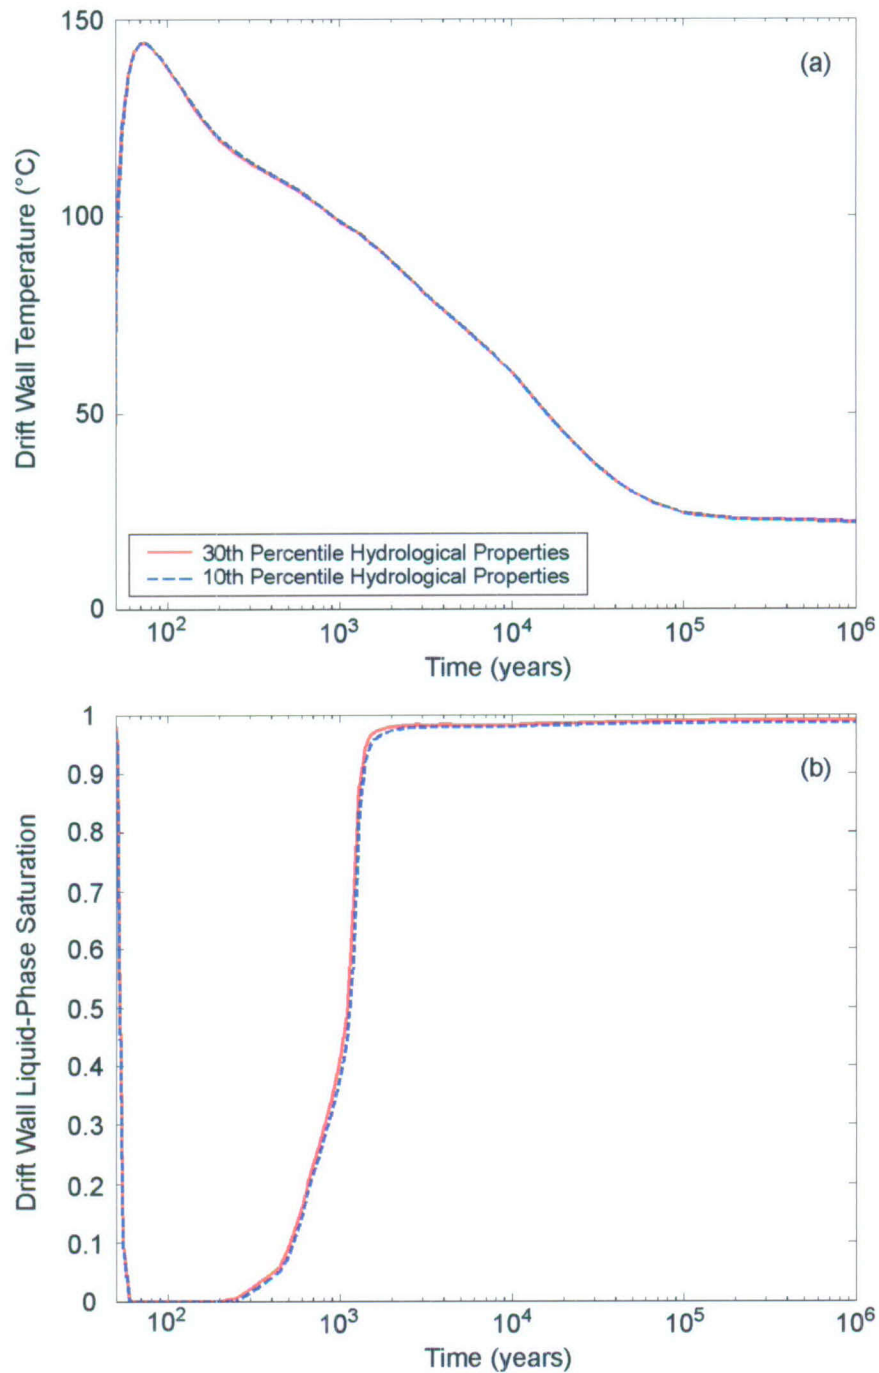 150
(a)
100
50
0
Drift Wall Temperature (°C)
30th Percentile Hydrological Properties
10th Percentile Hydrological Properties
10² 10³ 10⁴ 10⁵ 10⁶
Time (years)
1
(b)
0.9
0.8
0.7
0.6
0.5
0.4
0.3
0.2
0.1
0
Drift Wall Liquid-Phase Saturation
10² 10³ 10⁴ 10⁵ 10⁶
Time (years)